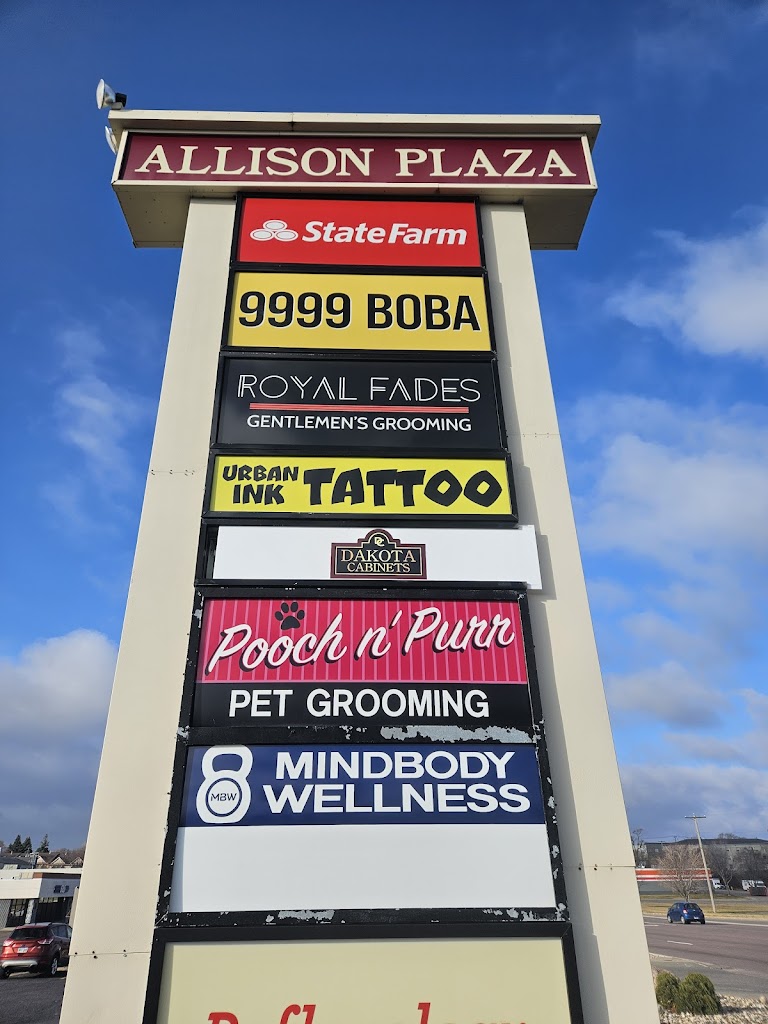 ALLISON PLAZA
State Farm
9999 BOBA
ROYAL FADES
GENTLEMEN'S GROOMING
URBAN
INK TATTOO
DC
DAKOTA
CABINETS
Pooch n' Purr
PET GROOMING
MBW
MINDBODY
WELLNESS